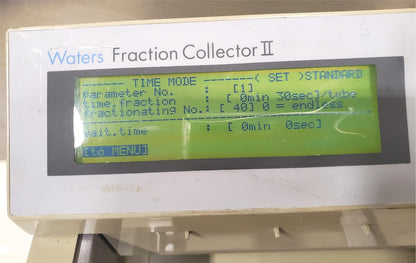 Waters Fraction Collector II
------- TIME MODE -------( SET )STANDARD
parameter No. : [1]
time.fraction : [ 0min 30sec]/tube
fractionating No.: [ 40] 0 = endless
wait.time : [ 0min 0sec]
[to MENU]